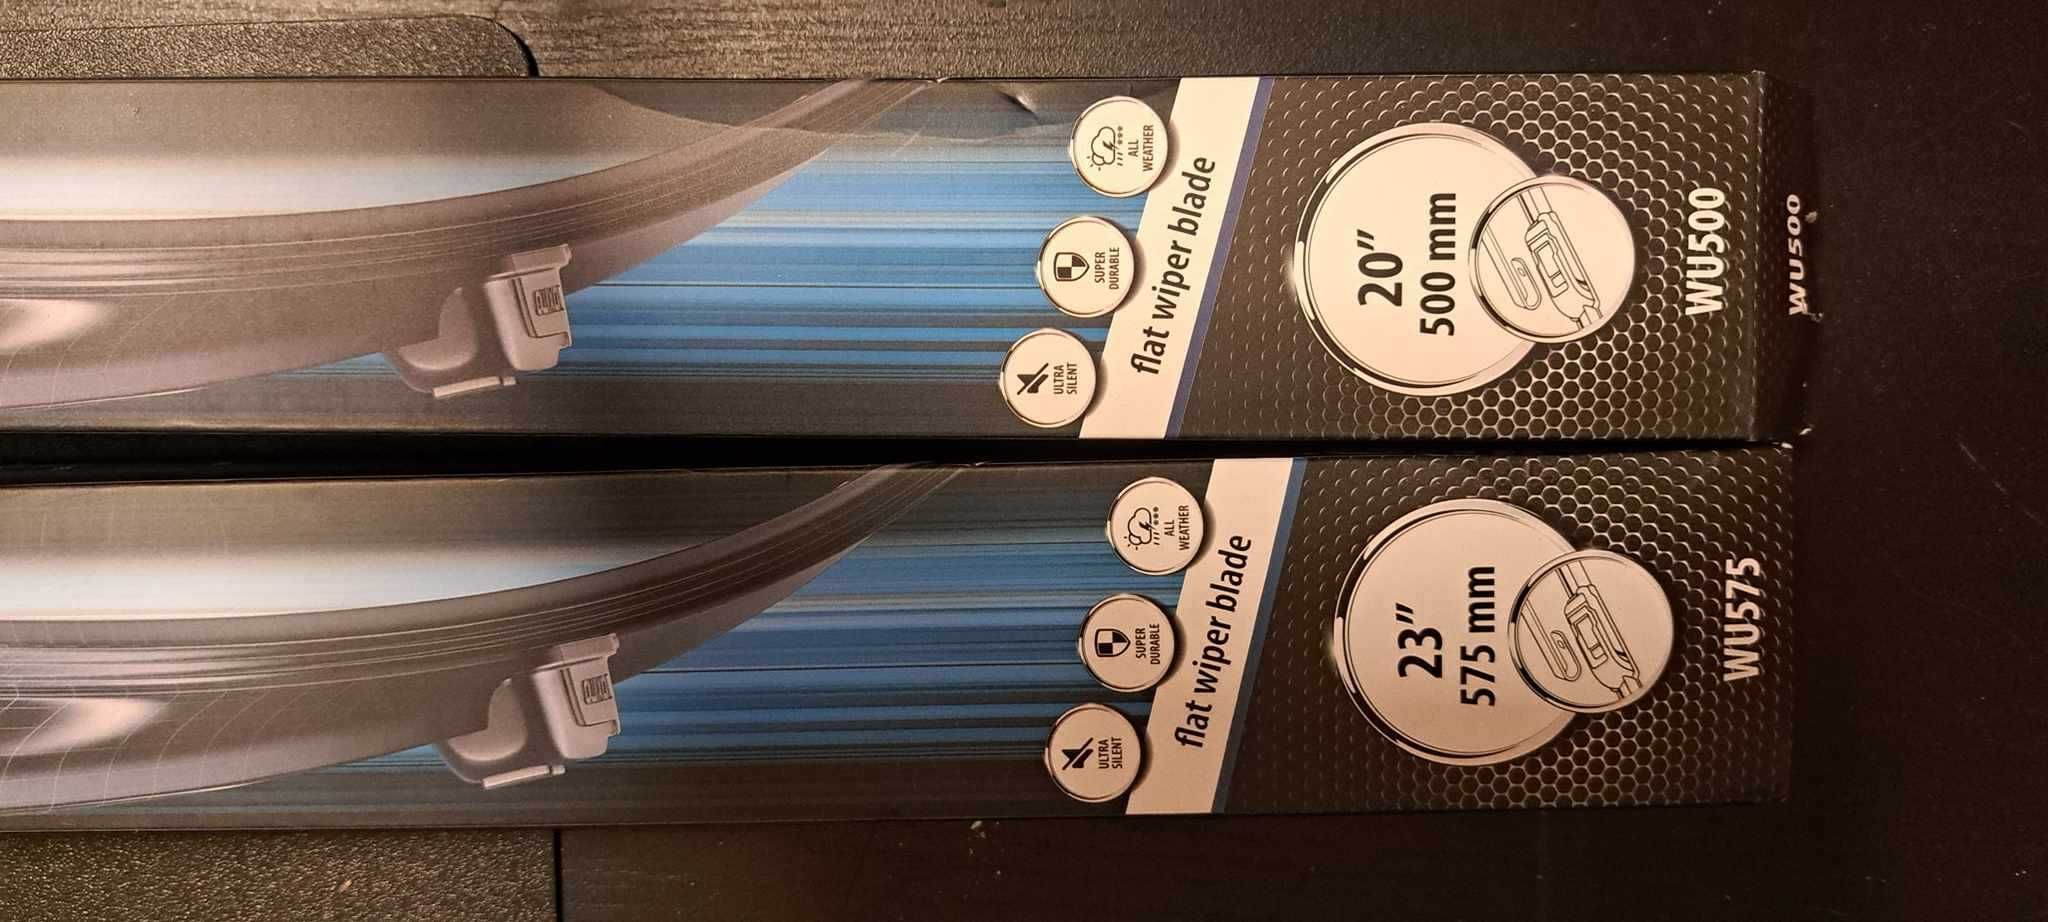 ALL
WEATHER
SUPER
DURABLE
ULTRA
SILENT
flat wiper blade
20”
500 mm
WU500
WU500
ALL
WEATHER
SUPER
DURABLE
ULTRA
SILENT
flat wiper blade
23”
575 mm
WU575